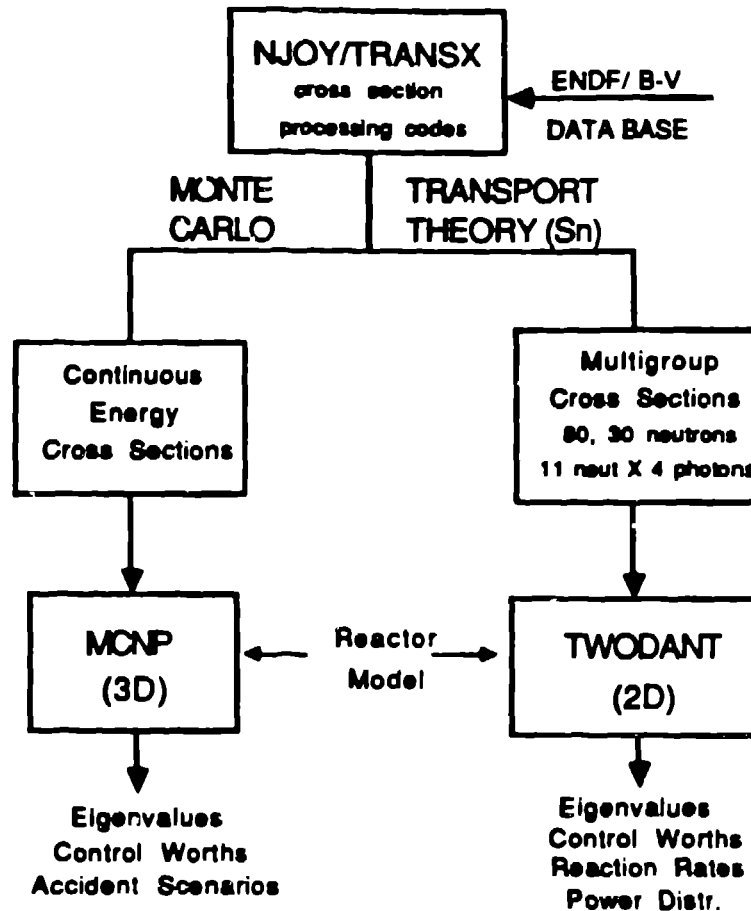 NJOY/TRANSX
cross section
processing codes
ENDF/ B-V
DATA BASE
MONTE
CARLO
TRANSPORT
THEORY (Sn)
Continuous
Energy
Cross Sections
Multigroup
Cross Sections
80, 30 neutrons
11 neut X 4 photons
MCNP
(3D)
Reactor
Model
TWODANT
(2D)
Eigenvalues
Control Worths
Accident Scenarios
Eigenvalues
Control Worths
Reaction Rates
Power Distr.